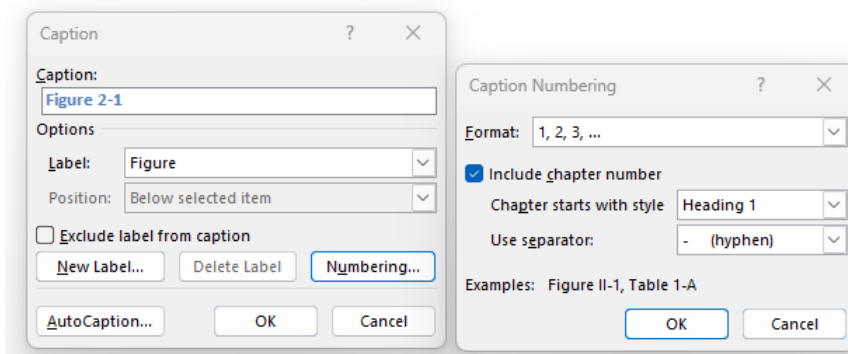 Caption ?
Caption:
Figure 2-1
Options
Label: Figure
Position: Below selected item
Exclude label from caption
New Label... Delete Label Numbering...
AutoCaption... OK Cancel
Caption Numbering ?
Format: 1, 2, 3, ...
Include chapter number
Chapter starts with style Heading 1
Use separator: - (hyphen)
Examples: Figure II-1, Table 1-A
OK Cancel